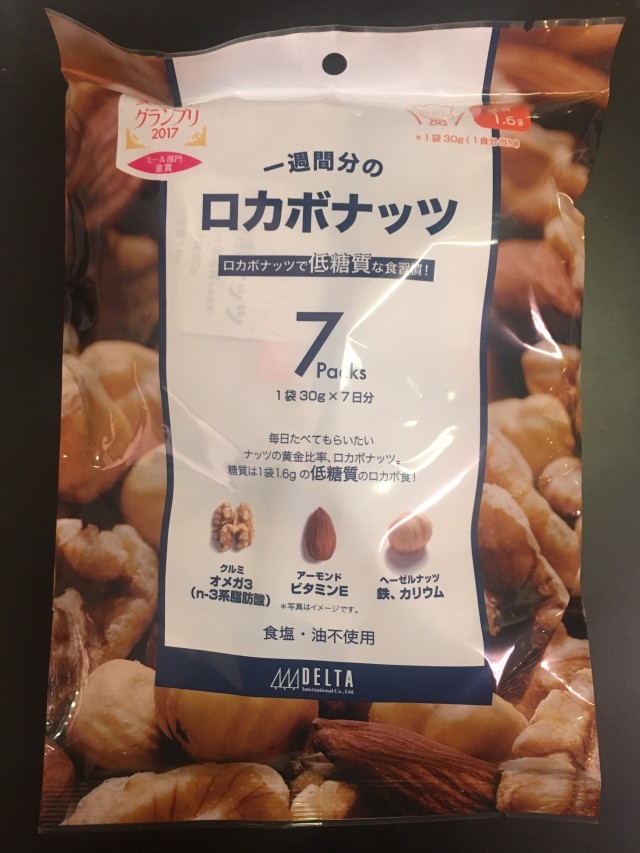 グランプリ
2017
ミール部門
金賞
1.6g
*1袋30g(1食分当り)
一週間分の
ロカボナッツ
ロカボナッツで低糖質な食習慣!
7
Packs
1袋30g×7日分
毎日たべてもらいたい
ナッツの黄金比率、ロカボナッツ。
糖質は1袋1.6gの低糖質のロカボ食!
クルミ
オメガ3
(n-3系脂肪酸)
アーモンド
ビタミンE
ヘーゼルナッツ
鉄、カリウム
*写真はイメージです。
食塩・油不使用
DELTA
International Co., Ltd.